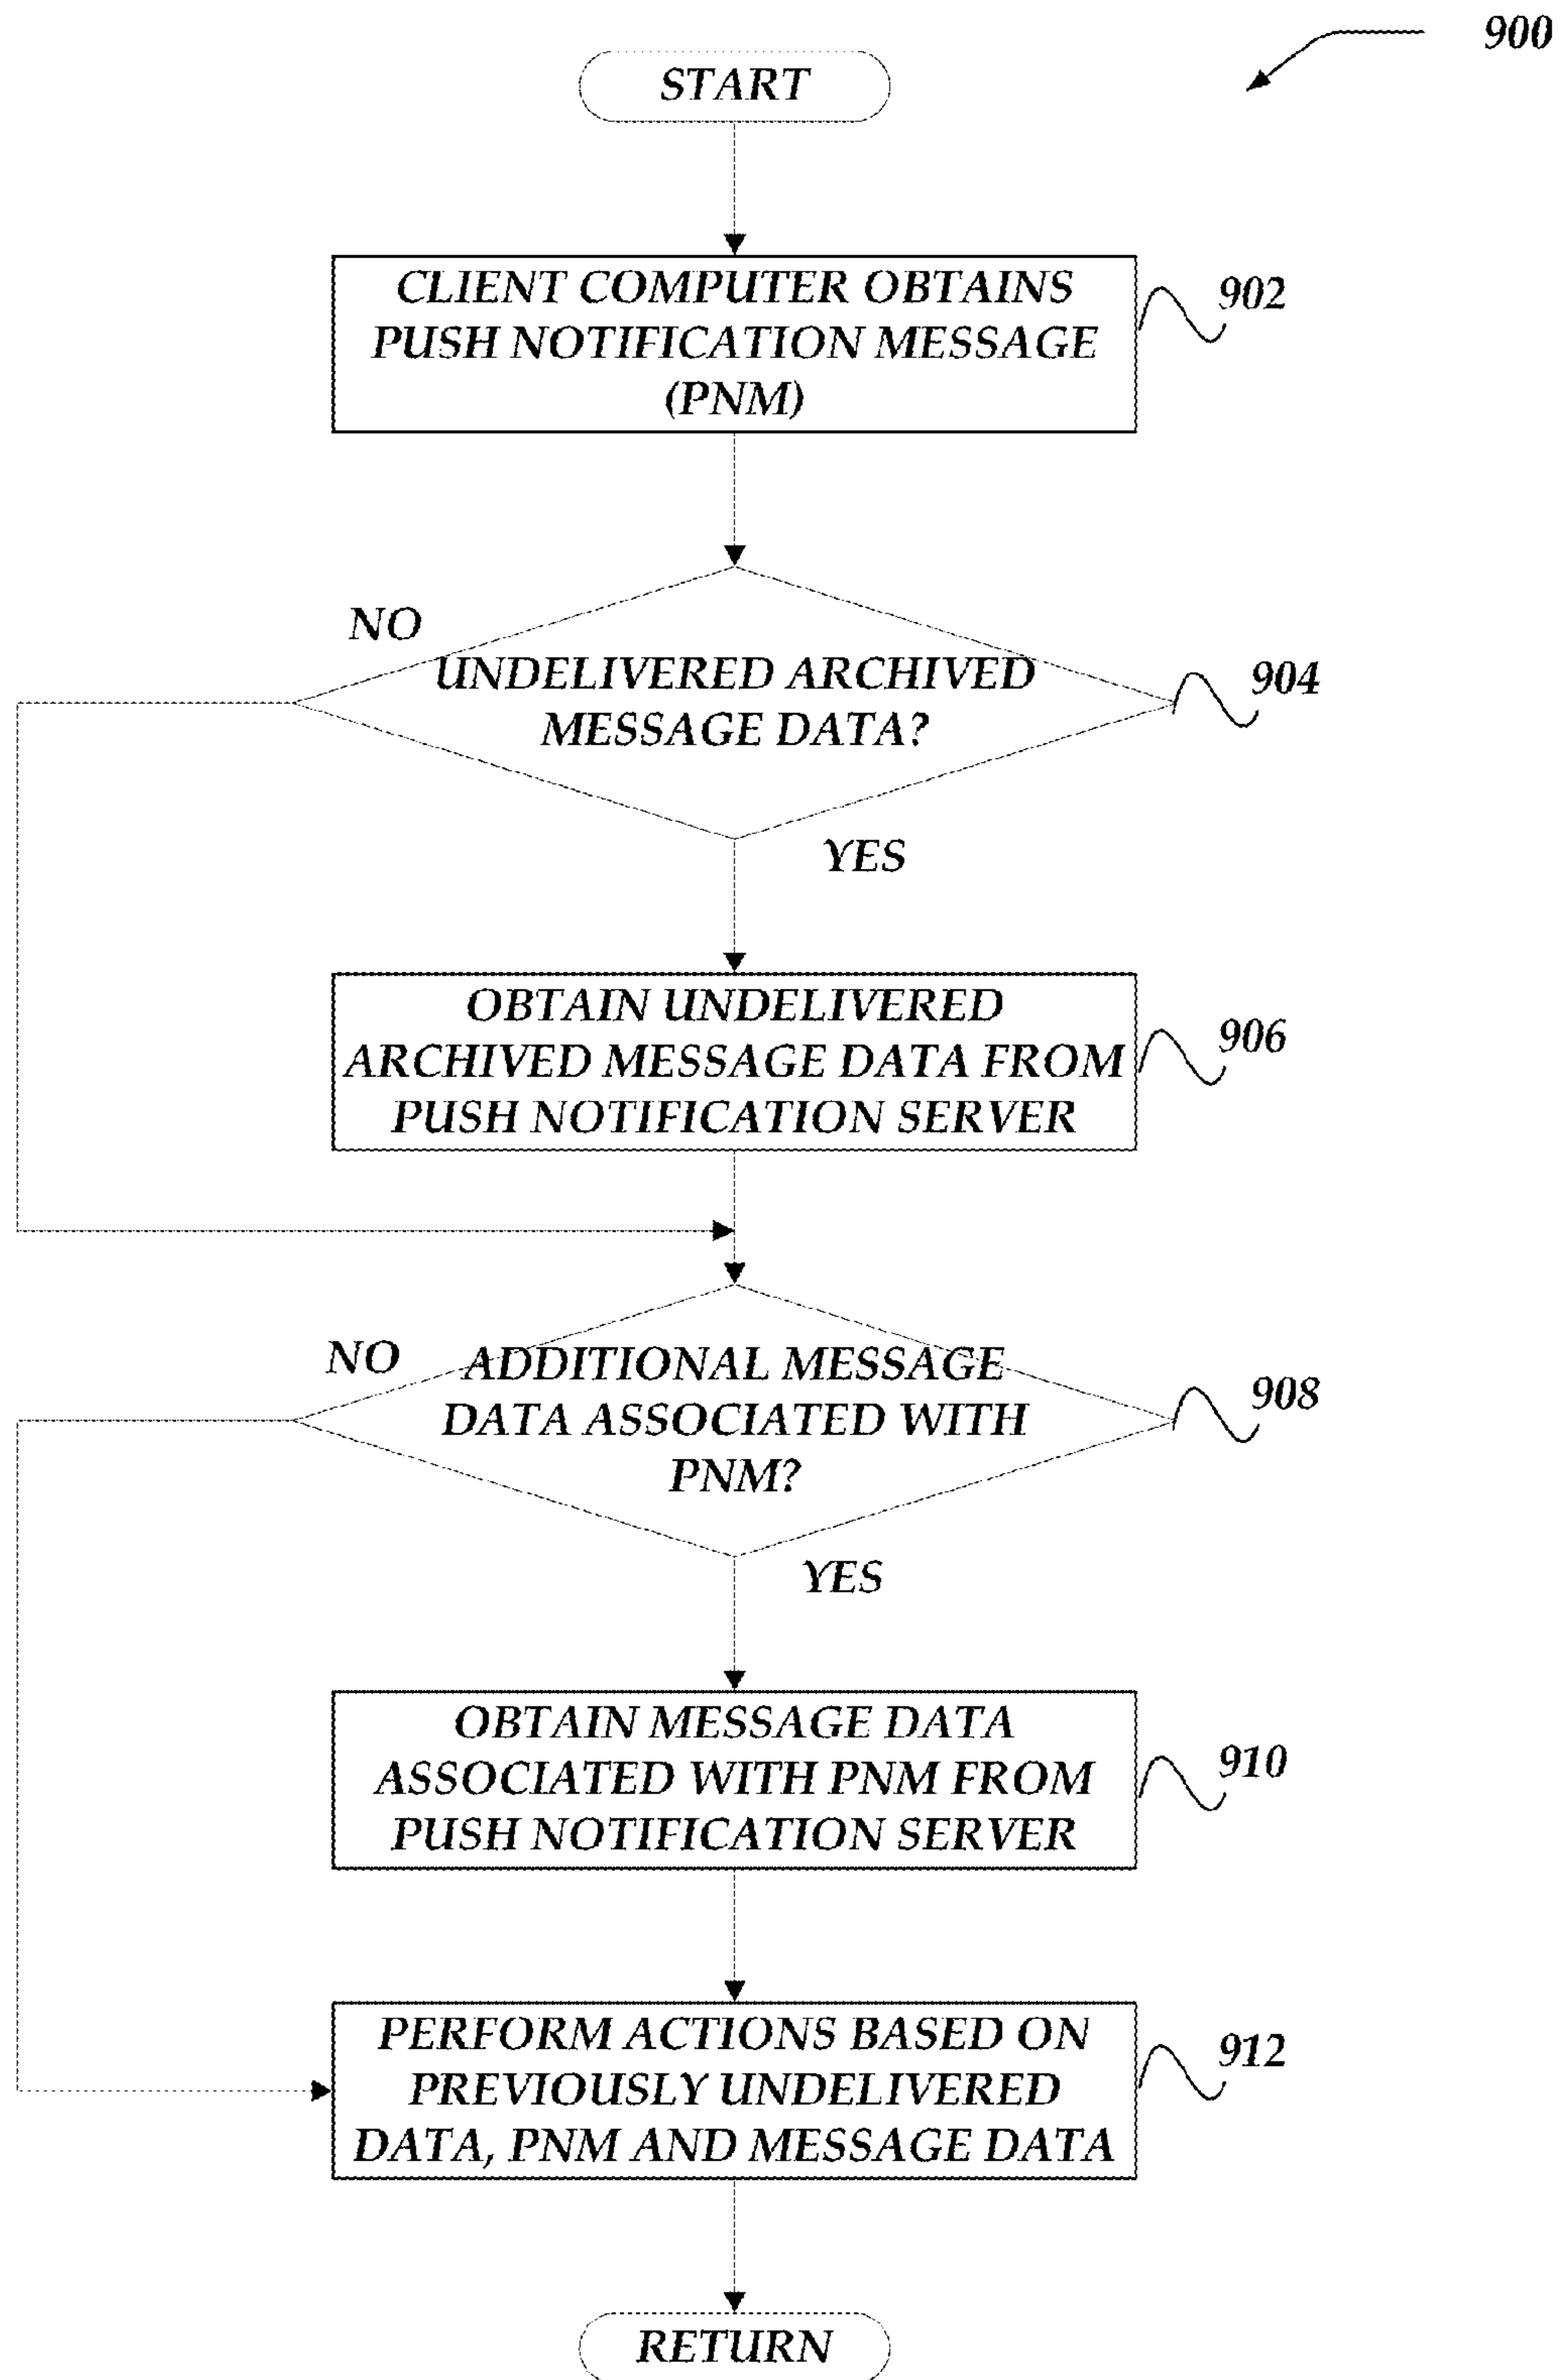 900
START
CLIENT COMPUTER OBTAINS
PUSH NOTIFICATION MESSAGE
(PNM)
902
NO
UNDELIVERED ARCHIVED
MESSAGE DATA?
904
YES
OBTAIN UNDELIVERED
ARCHIVED MESSAGE DATA FROM
PUSH NOTIFICATION SERVER
906
NO
ADDITIONAL MESSAGE
DATA ASSOCIATED WITH
PNM?
908
YES
OBTAIN MESSAGE DATA
ASSOCIATED WITH PNM FROM
PUSH NOTIFICATION SERVER
910
PERFORM ACTIONS BASED ON
PREVIOUSLY UNDELIVERED
DATA, PNM AND MESSAGE DATA
912
RETURN